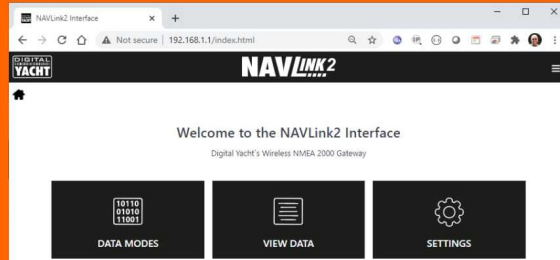 NAVLink2 Interface
Not secure | 192.168.1.1/index.html
DIGITAL YACHT
NAVLINK2
Welcome to the NAVLink2 Interface
Digital Yacht's Wireless NMEA 2000 Gateway
10110
01010
11001
DATA MODES
VIEW DATA
SETTINGS